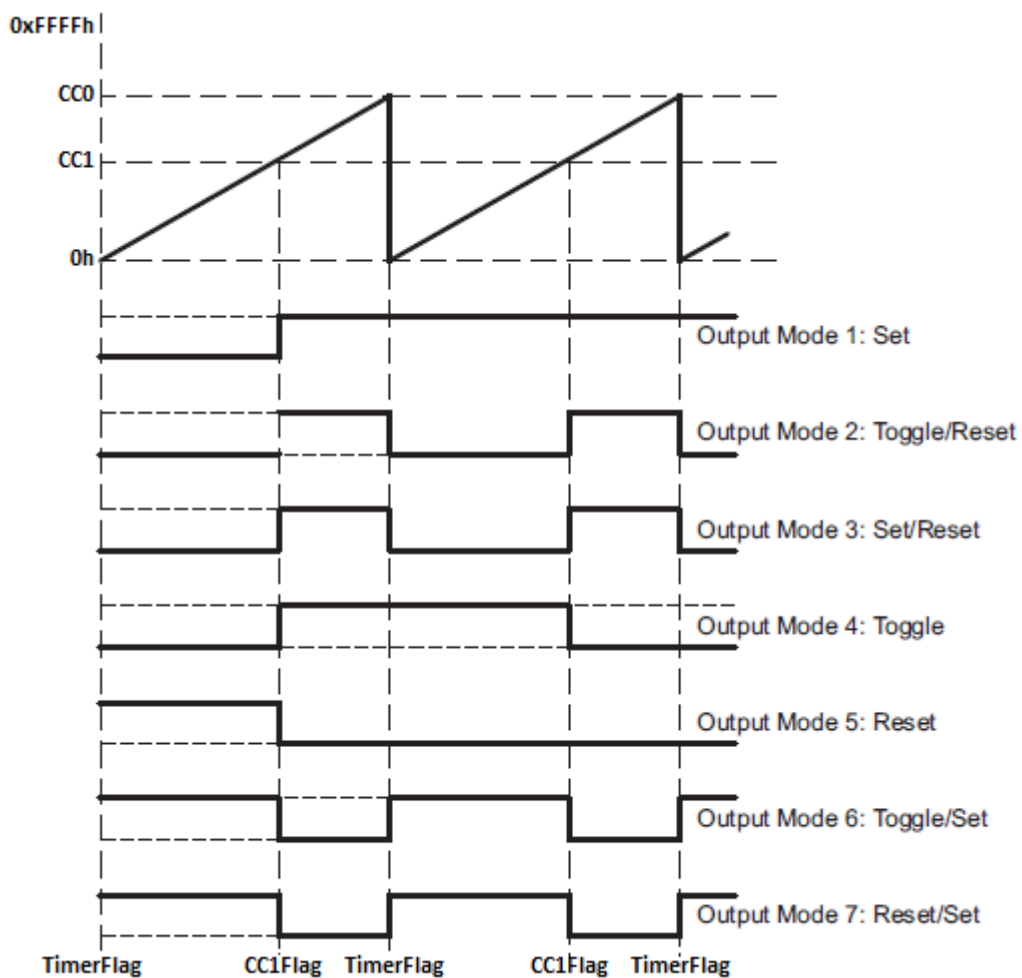 0xFFFFh
CC0
CC1
0h
Output Mode 1: Set
Output Mode 2: Toggle/Reset
Output Mode 3: Set/Reset
Output Mode 4: Toggle
Output Mode 5: Reset
Output Mode 6: Toggle/Set
Output Mode 7: Reset/Set
TimerFlag CC1Flag TimerFlag CC1Flag TimerFlag